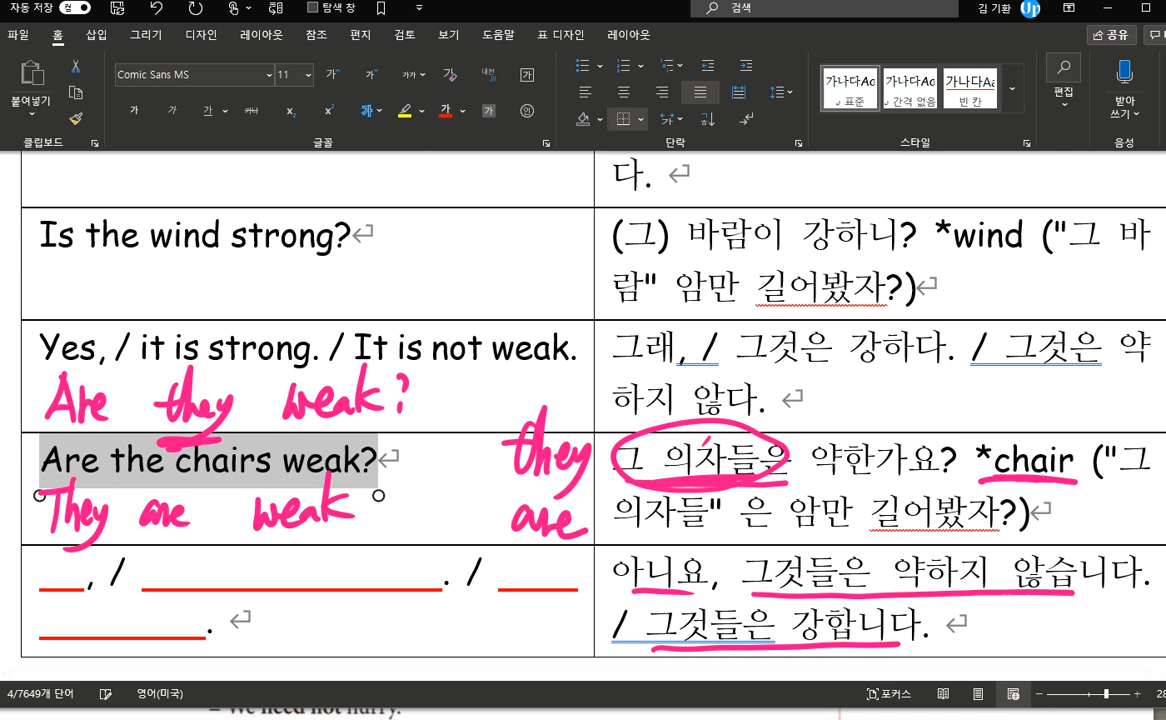 자동 저장 컴 탐색 창 검색 김 기환 Up
파일 홈 삽입 그리기 디자인 레이아웃 참조 편지 검토 보기 도움말 표 디자인 레이아웃 공유
Comic Sans MS 11 가나다AaC 가나다AaC 가나다Aa
붙여넣기 표준 간격 없음 빈 칸 편집 받아쓰기
클립보드 글꼴 단락 스타일 음성
다.
Is the wind strong? (그) 바람이 강하니? *wind ("그 바
람" 암만 길어봤자?)
Yes, / it is strong. / It is not weak. 그래, / 그것은 강하다. / 그것은 약
하지 않다.
Are they weak?
Are the chairs weak? they 그 의자들은 약한가요? *chair ("그
They are weak are 의자들" 은 암만 길어봤자?)
, / . / 아니요, 그것들은 약하지 않습니다.
. / 그것들은 강합니다.
4/7649개 단어 영어(미국) 포커스 28
= We need not hurry.